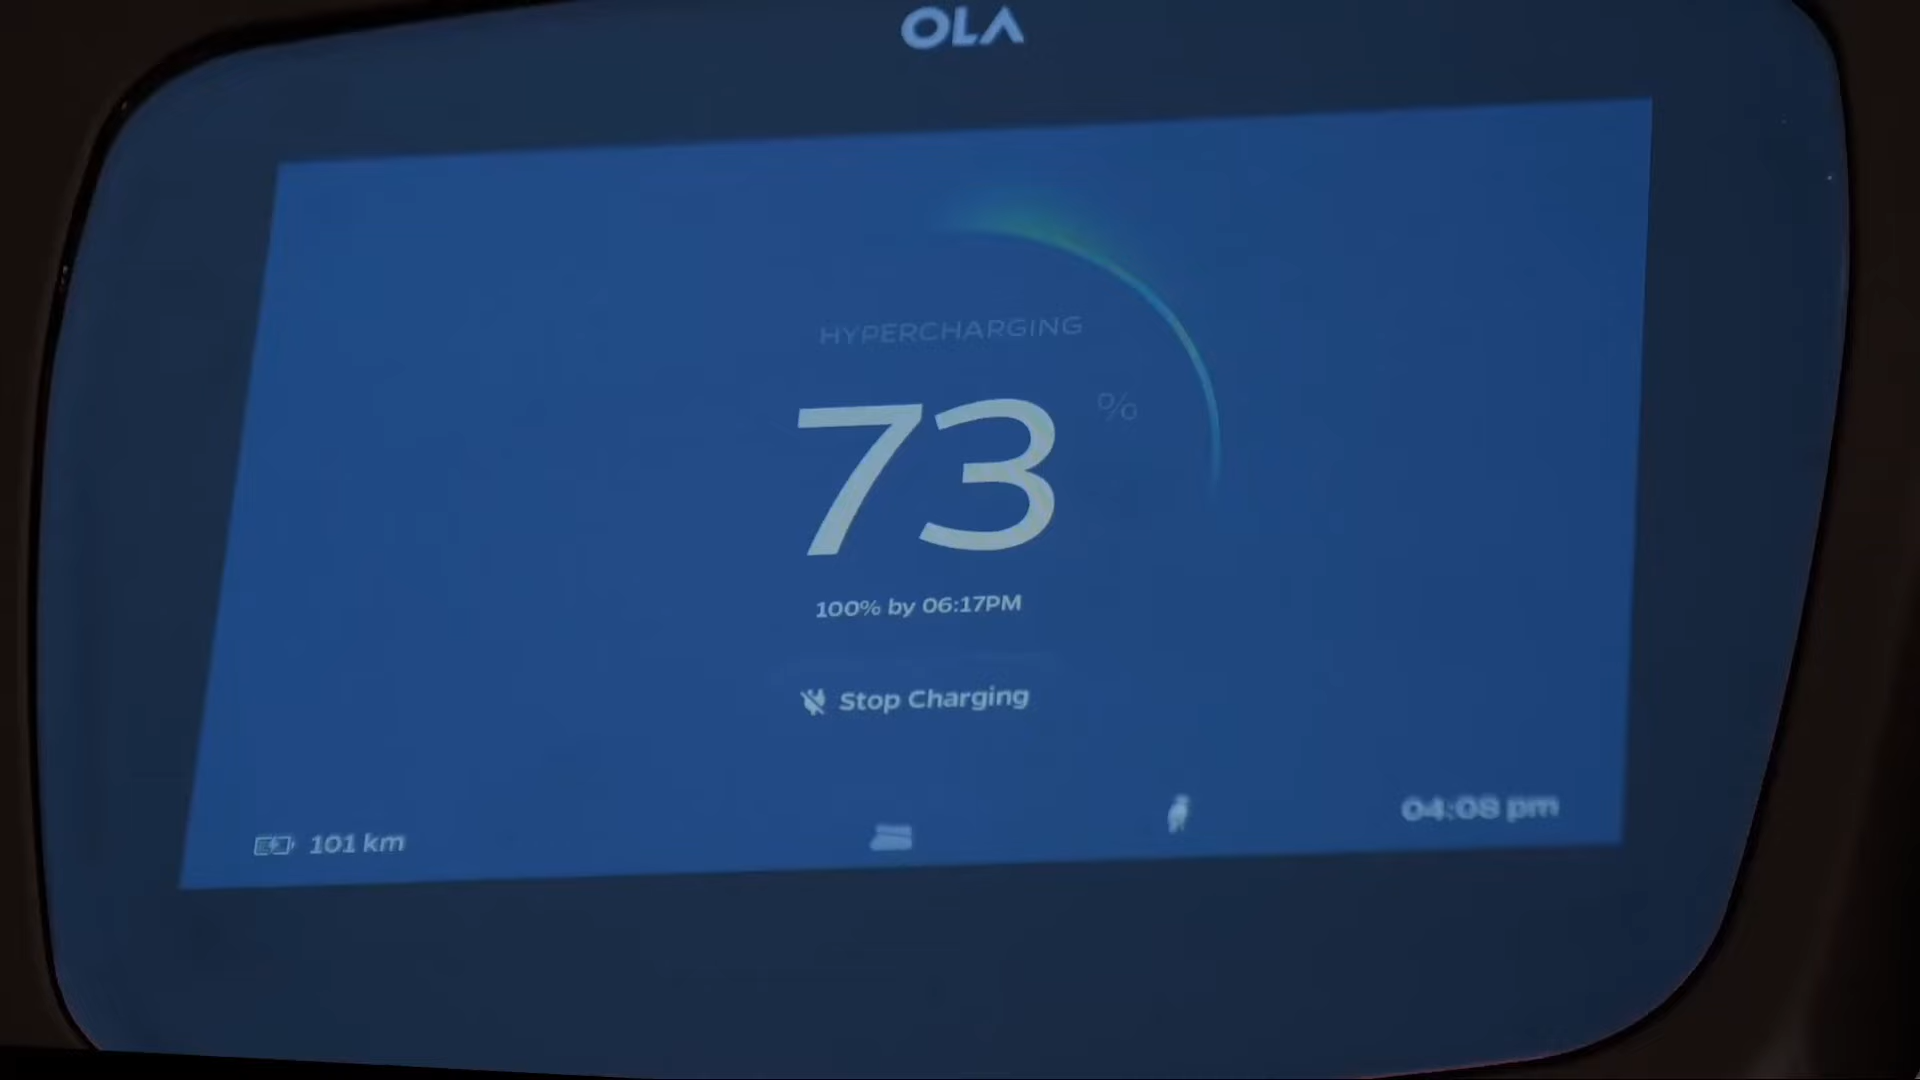 OLA
HYPERCHARGING
73 %
100% by 06:17PM
Stop Charging
101 km
04:08 pm